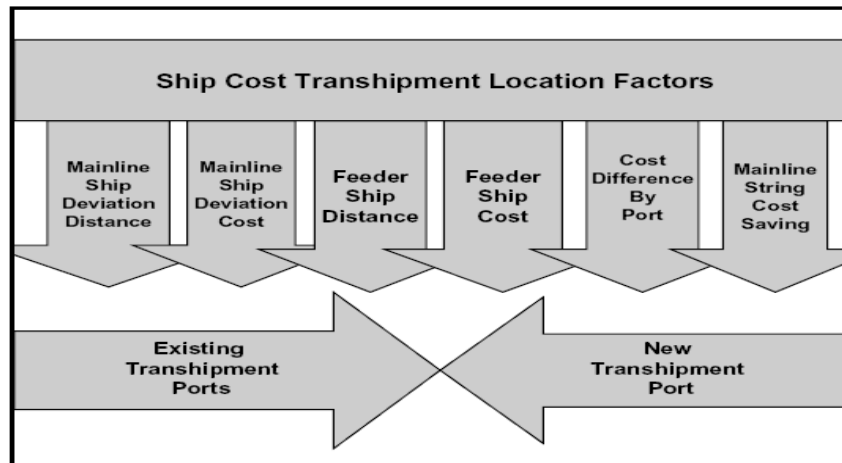 Ship Cost Transhipment Location Factors
Mainline
Ship
Deviation
Distance
Mainline
Ship
Deviation
Cost
Feeder
Ship
Distance
Feeder
Ship
Cost
Cost
Difference
By
Port
Mainline
String
Cost
Saving
Existing
Transhipment
Ports
New
Transhipment
Port